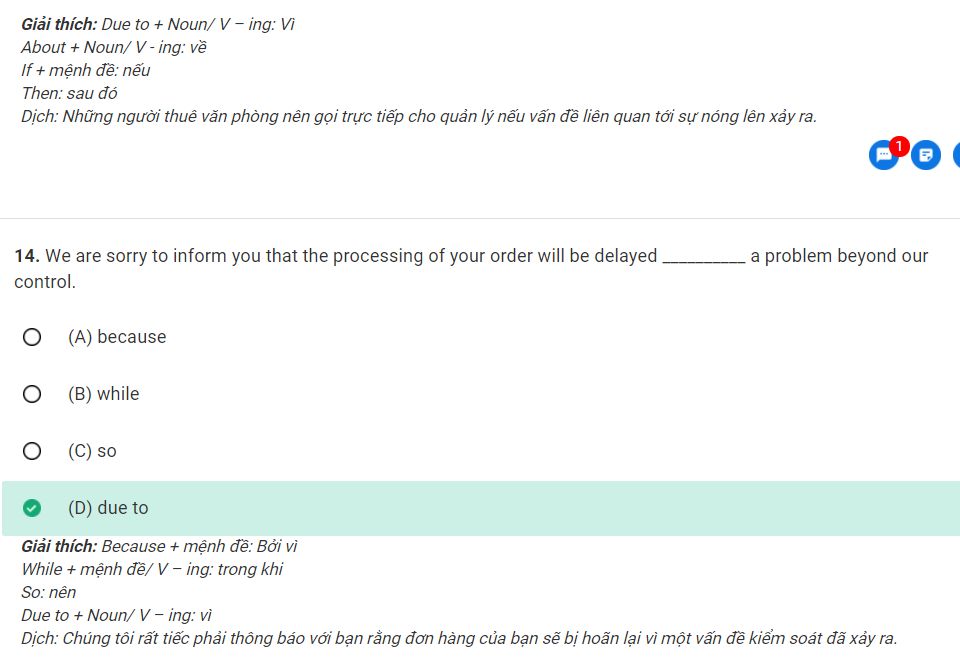 Giải thích: Due to + Noun/ V – ing: Vì
About + Noun/ V - ing: về
If + mệnh đề: nếu
Then: sau đó
Dịch: Những người thuê văn phòng nên gọi trực tiếp cho quản lý nếu vấn đề liên quan tới sự nóng lên xảy ra.
1
14. We are sorry to inform you that the processing of your order will be delayed __________ a problem beyond our
control.
(A) because
(B) while
(C) so
(D) due to
Giải thích: Because + mệnh đề: Bởi vì
While + mệnh đề/ V – ing: trong khi
So: nên
Due to + Noun/ V – ing: vì
Dịch: Chúng tôi rất tiếc phải thông báo với bạn rằng đơn hàng của bạn sẽ bị hoãn lại vì một vấn đề kiểm soát đã xảy ra.